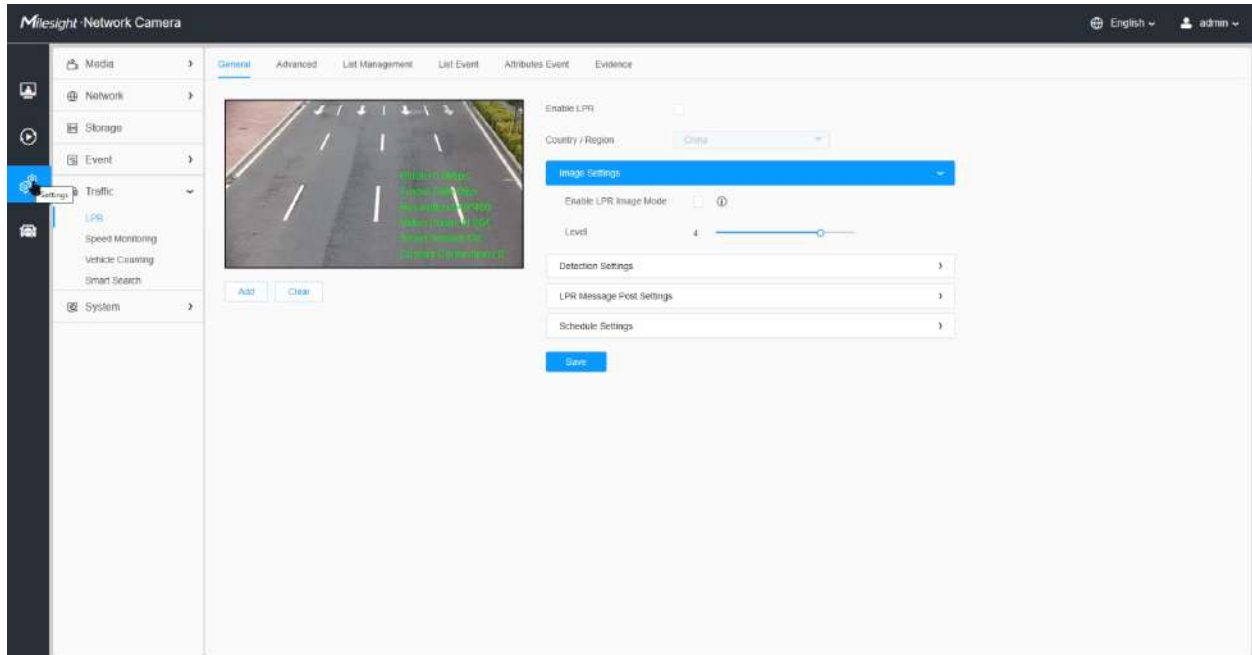 Milesight -Network Camera
English
admin
Media
Network
Storage
Event
Traffic
LPR
Speed Monitoring
Vehicle Counting
Smart Search
System
Settings
General Advanced List Management List Event Attributes Event Evidence
Add Clear
Enable LPR
Country / Region China
Image Settings
Enable LPR Image Mode
Level 4
Detection Settings
LPR Message Post Settings
Schedule Settings
Save